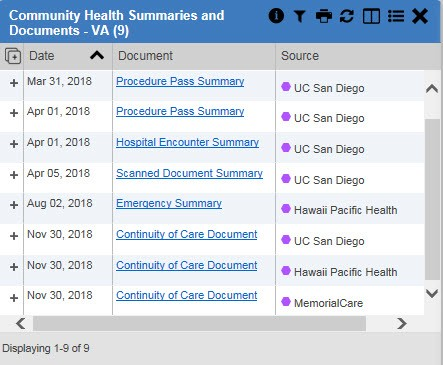 Community Health Summaries and
Documents - VA (9)
Date Document Source
Mar 31, 2018 Procedure Pass Summary UC San Diego
Apr 01, 2018 Procedure Pass Summary UC San Diego
Apr 01, 2018 Hospital Encounter Summary UC San Diego
Apr 05, 2018 Scanned Document Summary UC San Diego
Aug 02, 2018 Emergency Summary Hawaii Pacific Health
Nov 30, 2018 Continuity of Care Document UC San Diego
Nov 30, 2018 Continuity of Care Document Hawaii Pacific Health
Nov 30, 2018 Continuity of Care Document MemorialCare
Displaying 1-9 of 9